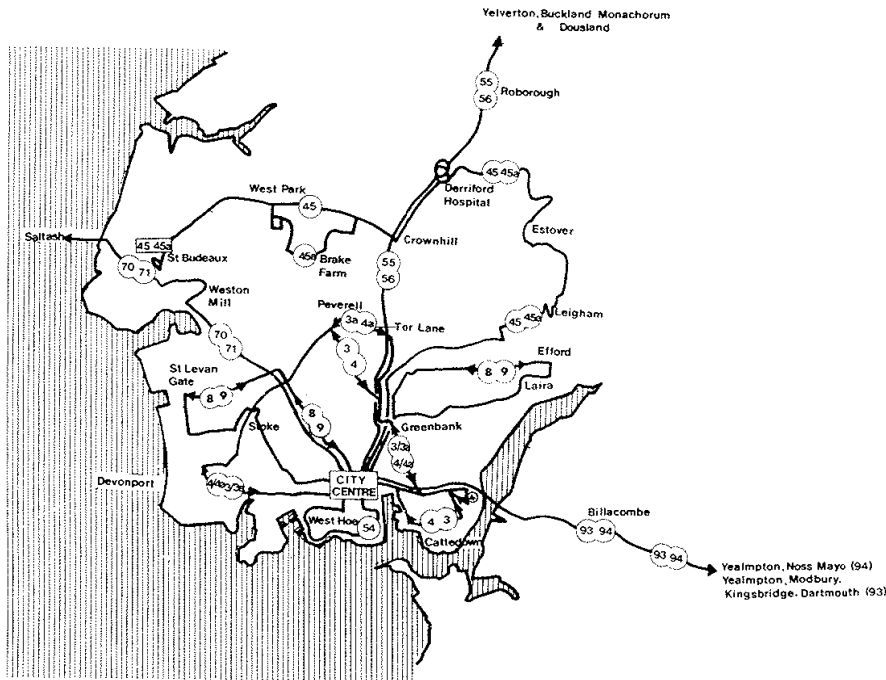 Yelverton, Buckland Monachorum
& Dousland
55
56
Roborough
45 45a
Derriford
Hospital
West Park
45
Estover
Saltash
45 45a
St Budeaux
Crownhill
45a
Brake
Farm
55
56
70
71
Weston
Mill
Peverell
3a 4a
Tor Lane
45 45a
Leigham
70
71
3
4
Efford
8 9
St Levan
Gate
8 9
Laira
8
9
Stoke
Greenbank
3/3a
4/4a
Devonport
4/4a 3/3a
CITY
CENTRE
West Hoe
54
4 3
Cattedown
Billacombe
93 94
93 94
Yealmpton, Noss Mayo (94)
Yealmpton, Modbury,
Kingsbridge, Dartmouth (93)